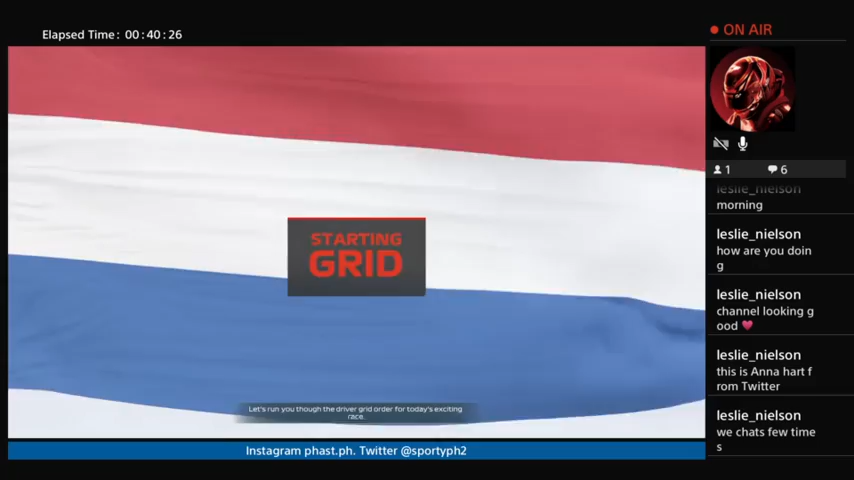 Elapsed Time: 00:40:26
ON AIR
1
6
leslie_nielson
morning
leslie_nielson
how are you doin
g
leslie_nielson
channel looking g
ood ♥
leslie_nielson
this is Anna hart f
rom Twitter
leslie_nielson
we chats few time
s
STARTING
GRID
Let's run you though the driver grid order for today's exciting
race.
Instagram phast.ph. Twitter @sportyph2